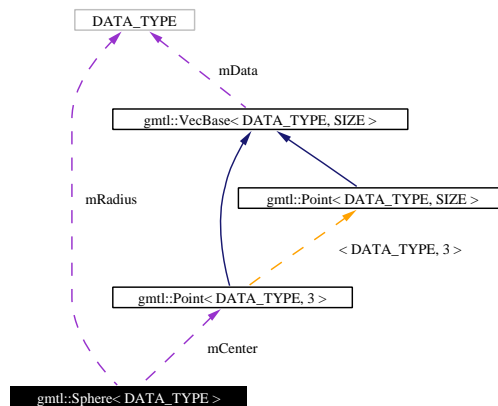 DATA_TYPE
mData
gmtl::VecBase< DATA_TYPE, SIZE >
mRadius
gmtl::Point< DATA_TYPE, SIZE >
< DATA_TYPE, 3 >
gmtl::Point< DATA_TYPE, 3 >
mCenter
gmtl::Sphere< DATA_TYPE >